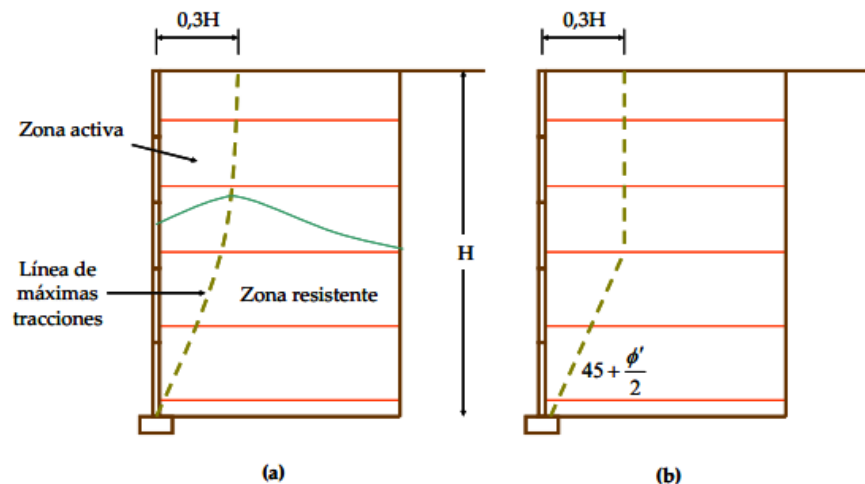 0,3H
0,3H
Zona activa
H
Línea de
máximas
tracciones
Zona resistente
45 + ϕ′/2
(a)
(b)